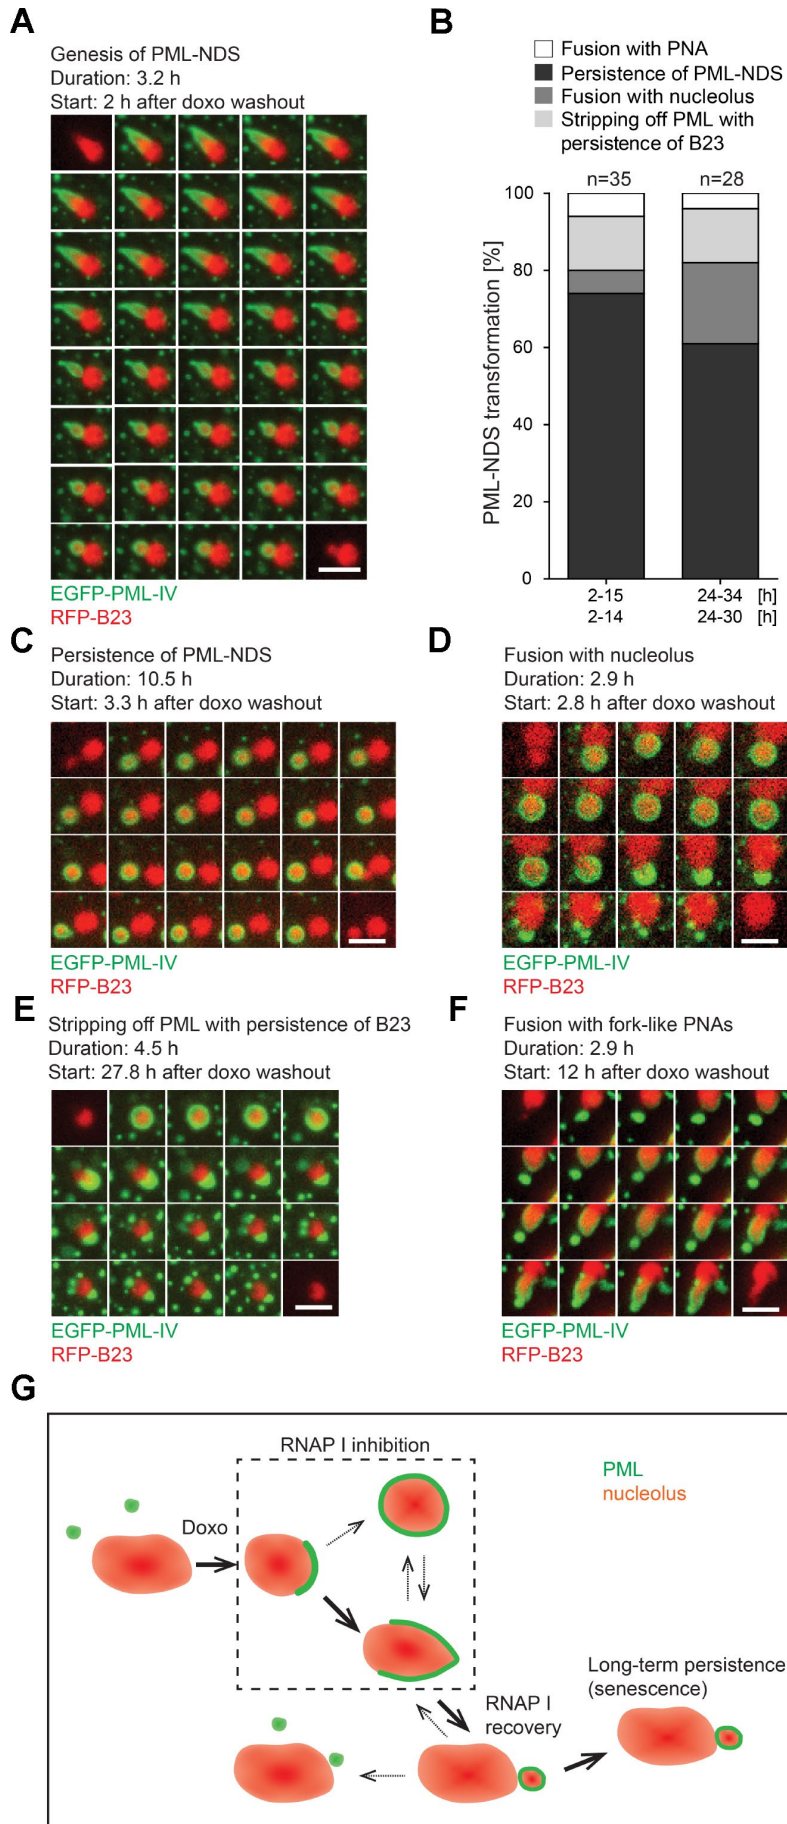 A
Genesis of PML-NDS
Duration: 3.2 h
Start: 2 h after doxo washout
EGFP-PML-IV
RFP-B23
B
Fusion with PNA
Persistence of PML-NDS
Fusion with nucleolus
Stripping off PML with
persistence of B23
n=35
n=28
PML-NDS transformation [%]
100
80
60
40
20
0
2-15
24-34
[h]
2-14
24-30
[h]
C
Persistence of PML-NDS
Duration: 10.5 h
Start: 3.3 h after doxo washout
EGFP-PML-IV
RFP-B23
D
Fusion with nucleolus
Duration: 2.9 h
Start: 2.8 h after doxo washout
EGFP-PML-IV
RFP-B23
E
Stripping off PML with persistence of B23
Duration: 4.5 h
Start: 27.8 h after doxo washout
EGFP-PML-IV
RFP-B23
F
Fusion with fork-like PNAs
Duration: 2.9 h
Start: 12 h after doxo washout
EGFP-PML-IV
RFP-B23
G
RNAP I inhibition
PML
nucleolus
Doxo
Long-term persistence
(senescence)
RNAP I
recovery